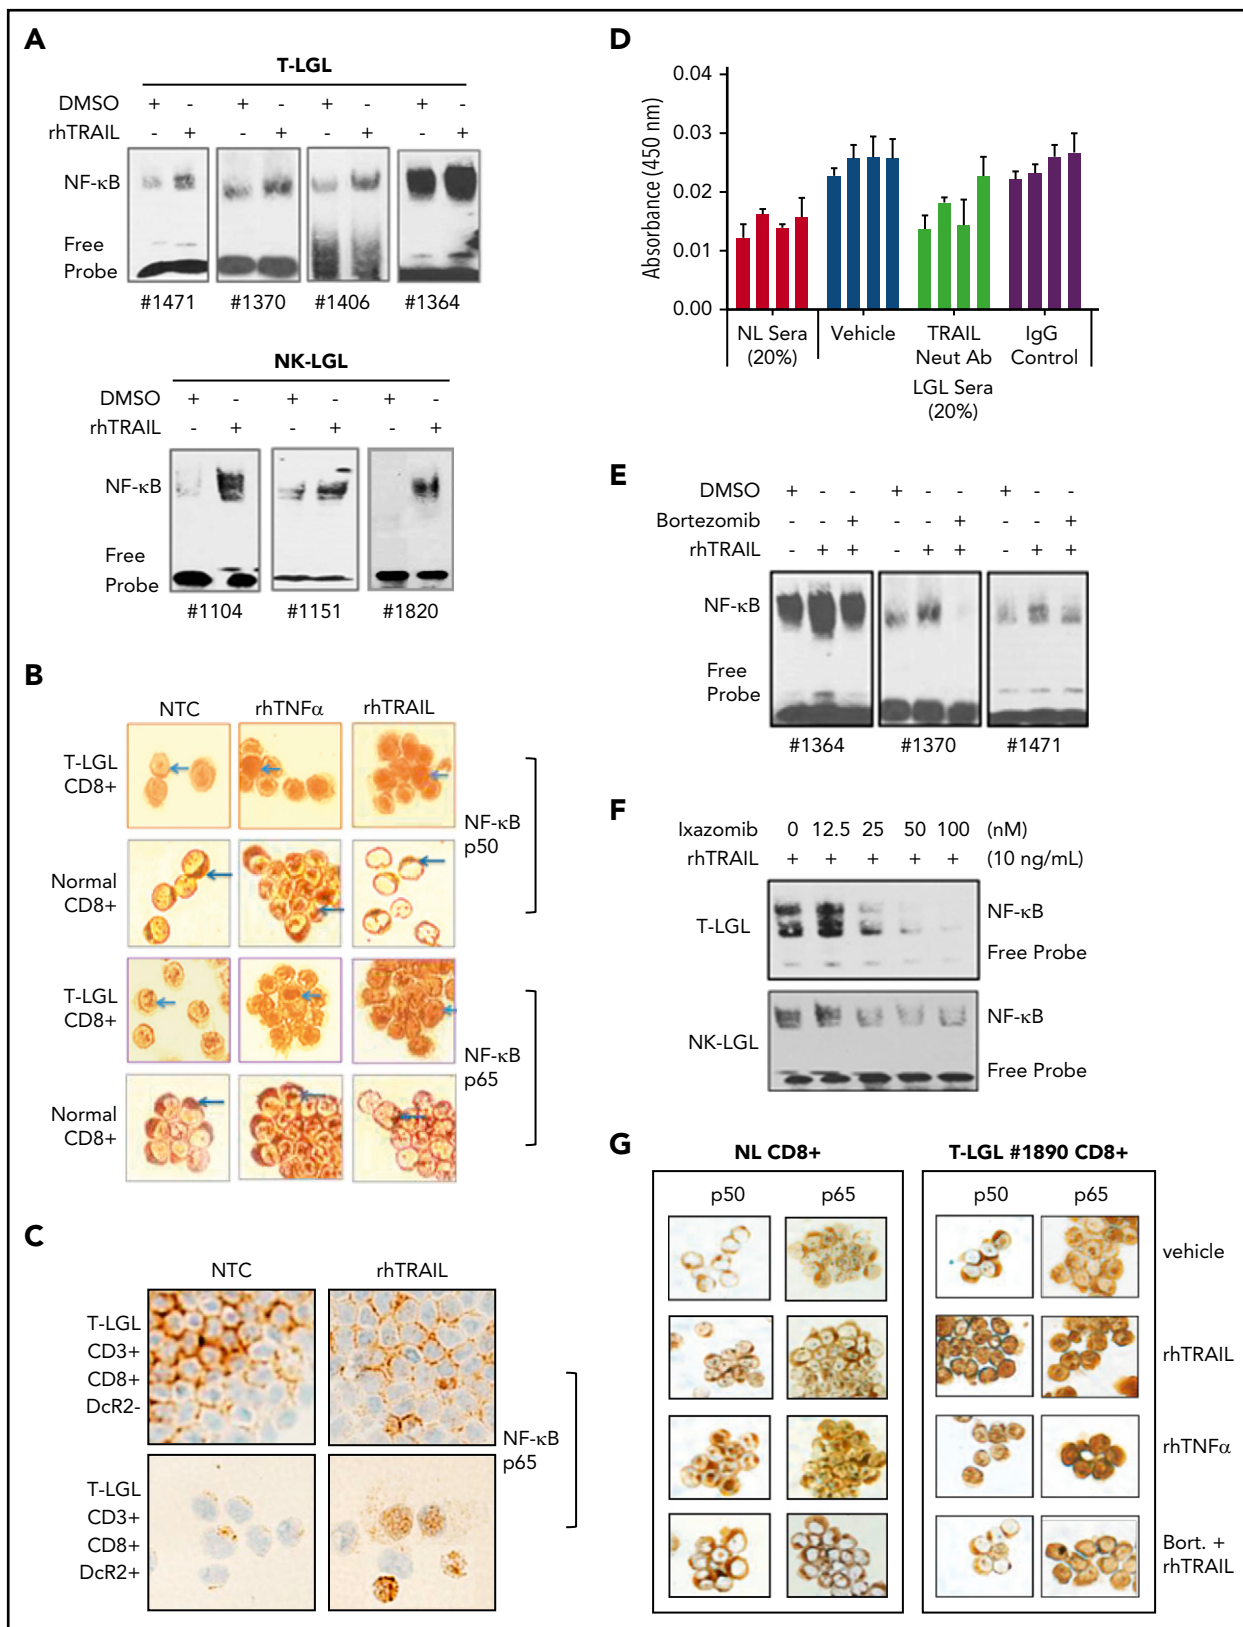 A
T-LGL
DMSO + - + - + - + -
rhTRAIL - + - + - + - +
NF-κB
Free
Probe
#1471 #1370 #1406 #1364
NK-LGL
DMSO + - + - + -
rhTRAIL - + - + - +
NF-κB
Free
Probe
#1104 #1151 #1820
B
NTC rhTNFα rhTRAIL
T-LGL
CD8+
Normal
CD8+
NF-κB
p50
T-LGL
CD8+
Normal
CD8+
NF-κB
p65
C
NTC rhTRAIL
T-LGL
CD3+
CD8+
DcR2-
T-LGL
CD3+
CD8+
DcR2+
NF-κB
p65
D
Absorbance (450 nm)
0.04
0.03
0.02
0.01
0.00
NL Sera
(20%)
Vehicle
TRAIL
Neut Ab
IgG
Control
LGL Sera
(20%)
E
DMSO + - - + - - + - -
Bortezomib - - + - - + - - +
rhTRAIL - + + - + + - + +
NF-κB
Free
Probe
#1364 #1370 #1471
F
Ixazomib 0 12.5 25 50 100 (nM)
rhTRAIL + + + + + (10 ng/mL)
T-LGL
NF-κB
Free Probe
NK-LGL
NF-κB
Free Probe
G
NL CD8+ T-LGL #1890 CD8+
p50 p65 p50 p65
vehicle
rhTRAIL
rhTNFα
Bort. +
rhTRAIL